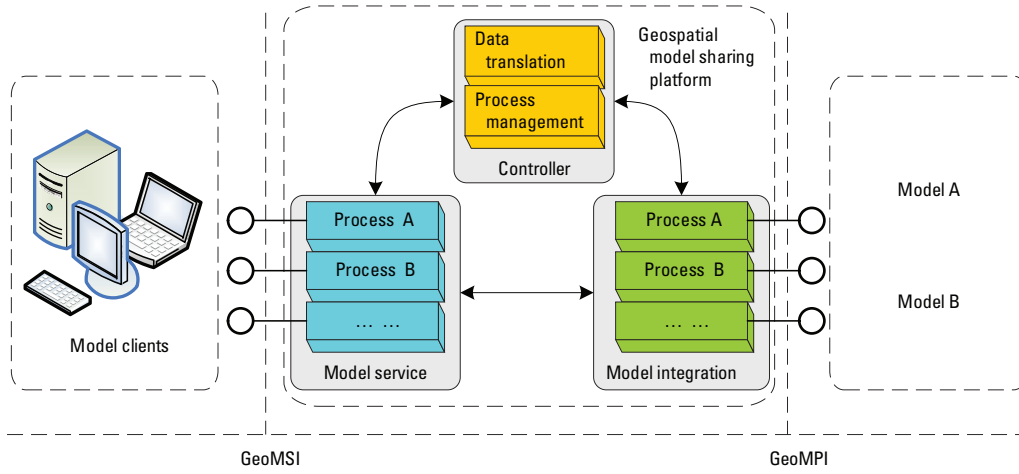 Data
translation
Process
management
Controller
Geospatial
model sharing
platform
Model clients
Process A
Process B
... ...
Model service
Process A
Process B
... ...
Model integration
Model A
Model B
GeoMSI
GeoMPI